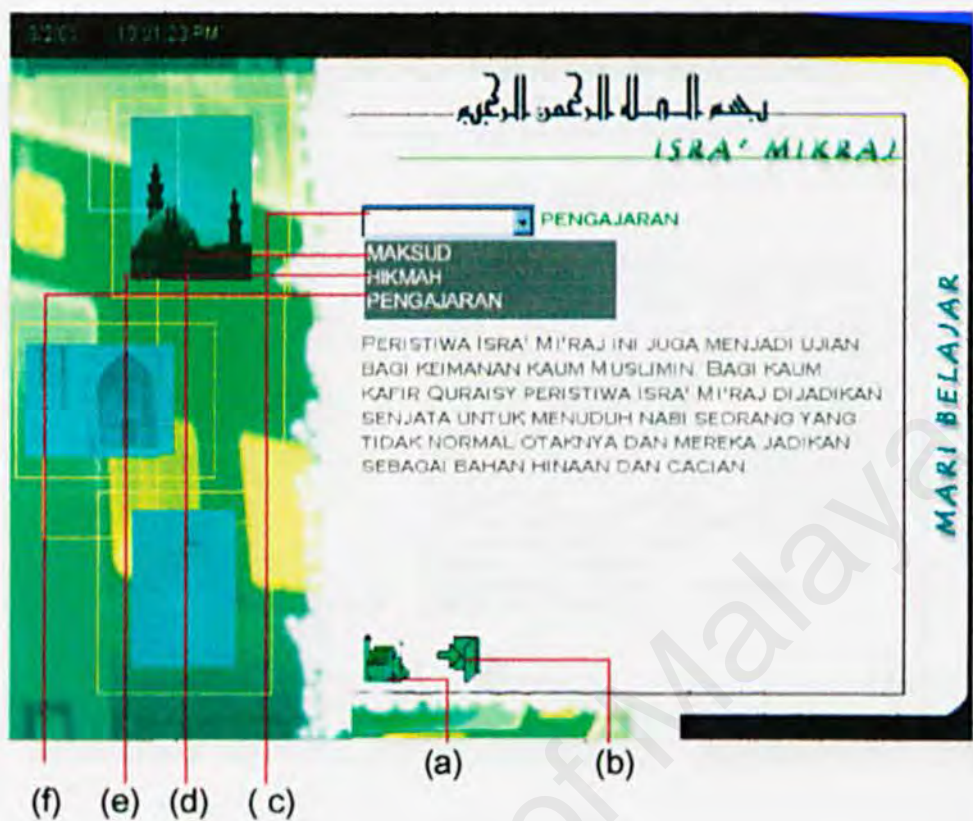 بسم الله الرحمن الرحيم
ISRA' MIKRAJ
PENGAJARAN
MAKSUD
HIKMAH
PENGAJARAN
PERISTIWA ISRA' MI'RAJ INI JUGA MENJADI UJIAN
BAGI KEIMANAN KAUM MUSLIMIN. BAGI KAUM
KAFIR QURAISY PERISTIWA ISRA' MI'RAJ DIJADIKAN
SENJATA UNTUK MENUDUH NABI SEORANG YANG
TIDAK NORMAL OTAKNYA DAN MEREKA JADIKAN
SEBAGAI BAHAN HINAAN DAN CACIAN
MARI BELAJAR
(a)
(b)
(f) (e) (d) ( c)
of Malaya